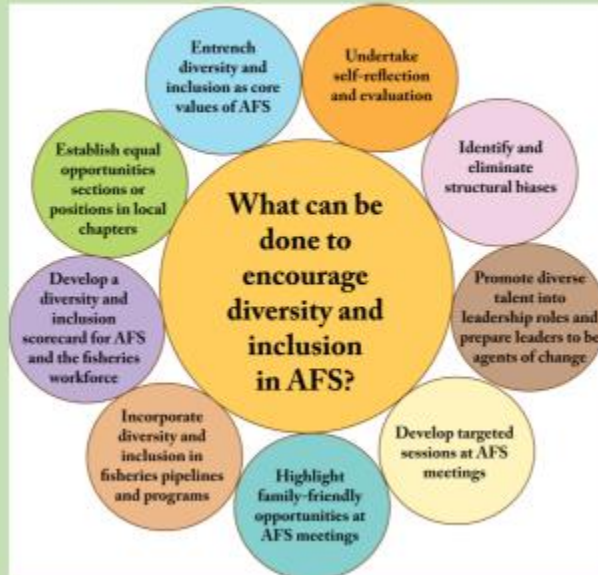 What can be
done to
encourage
diversity and
inclusion
in AFS?
Entrench
diversity and
inclusion as core
values of AFS
Undertake
self-reflection
and evaluation
Identify and
eliminate
structural biases
Promote diverse
talent into
leadership roles and
prepare leaders to be
agents of change
Develop targeted
sessions at AFS
meetings
Highlight
family-friendly
opportunities at
AFS meetings
Incorporate
diversity and
inclusion in
fisheries pipelines
and programs
Develop a
diversity and
inclusion
scorecard for AFS
and the fisheries
workforce
Establish equal
opportunities
sections or
positions in local
chapters